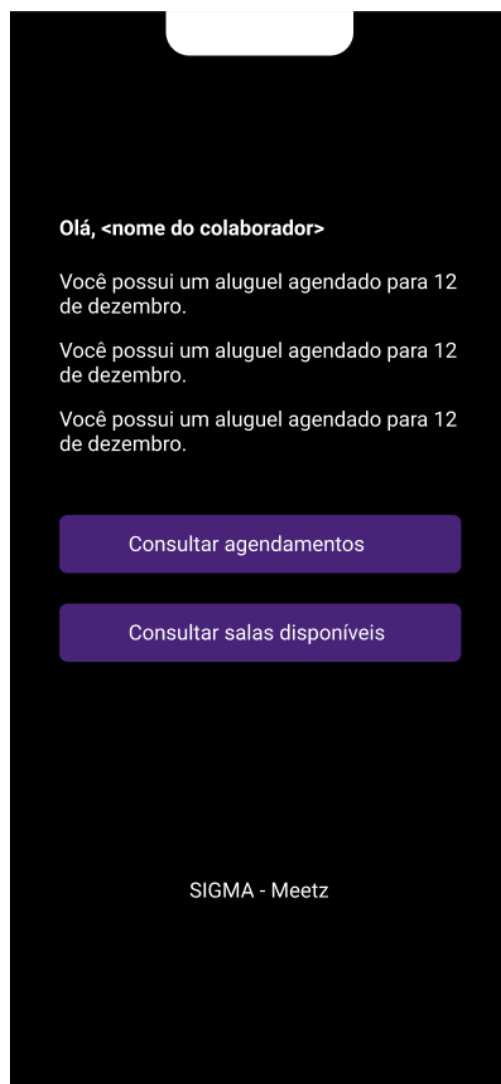 Olá, <nome do colaborador>
Você possui um aluguel agendado para 12
de dezembro.
Você possui um aluguel agendado para 12
de dezembro.
Você possui um aluguel agendado para 12
de dezembro.
Consultar agendamentos
Consultar salas disponíveis
SIGMA - Meetz